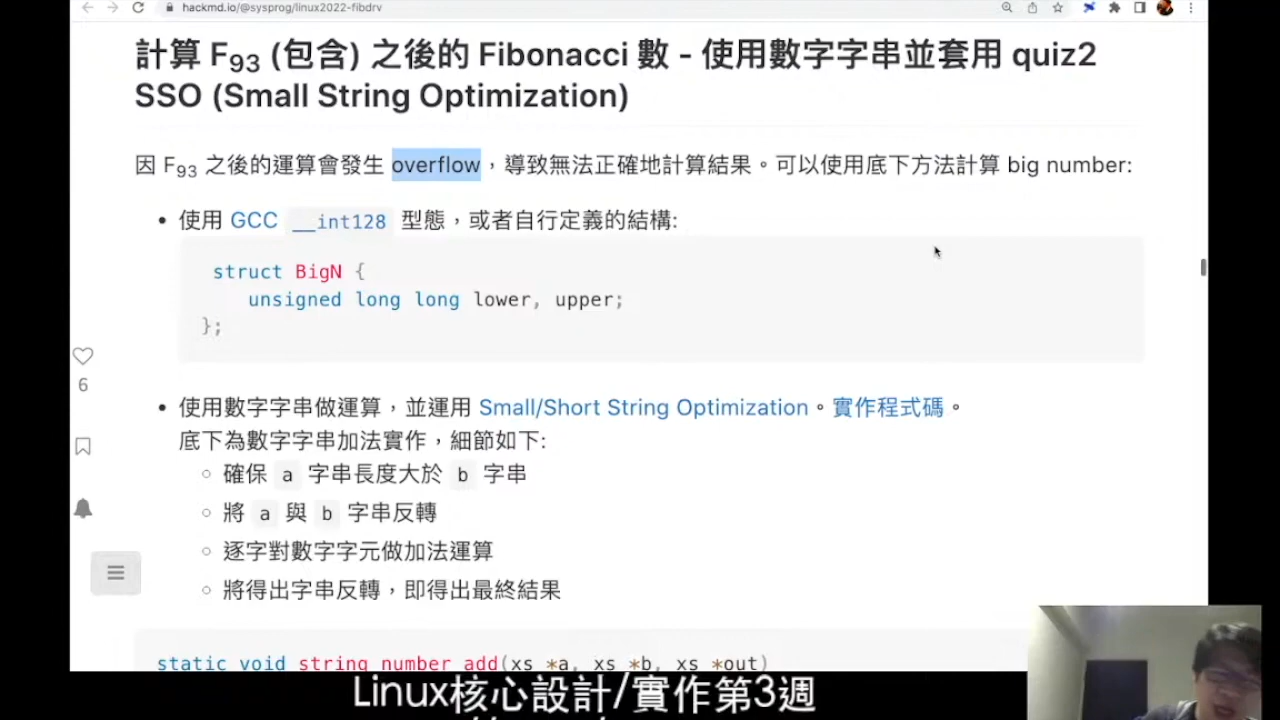 hackmd.io/@sysprog/linux2022-fibdrv
計算 F93 (包含) 之後的 Fibonacci 數 - 使用數字字串並套用 quiz2
SSO (Small String Optimization)
因 F93 之後的運算會發生 overflow，導致無法正確地計算結果。可以使用底下方法計算 big number:
• 使用 GCC __int128 型態，或者自行定義的結構:
struct BigN {
unsigned long long lower, upper;
};
6
• 使用數字字串做運算，並運用 Small/Short String Optimization。實作程式碼。
底下為數字字串加法實作，細節如下:
○ 確保 a 字串長度大於 b 字串
○ 將 a 與 b 字串反轉
○ 逐字對數字字元做加法運算
○ 將得出字串反轉，即得出最終結果
static void string_number_add(xs *a, xs *b, xs *out)
Linux核心設計/實作第3週